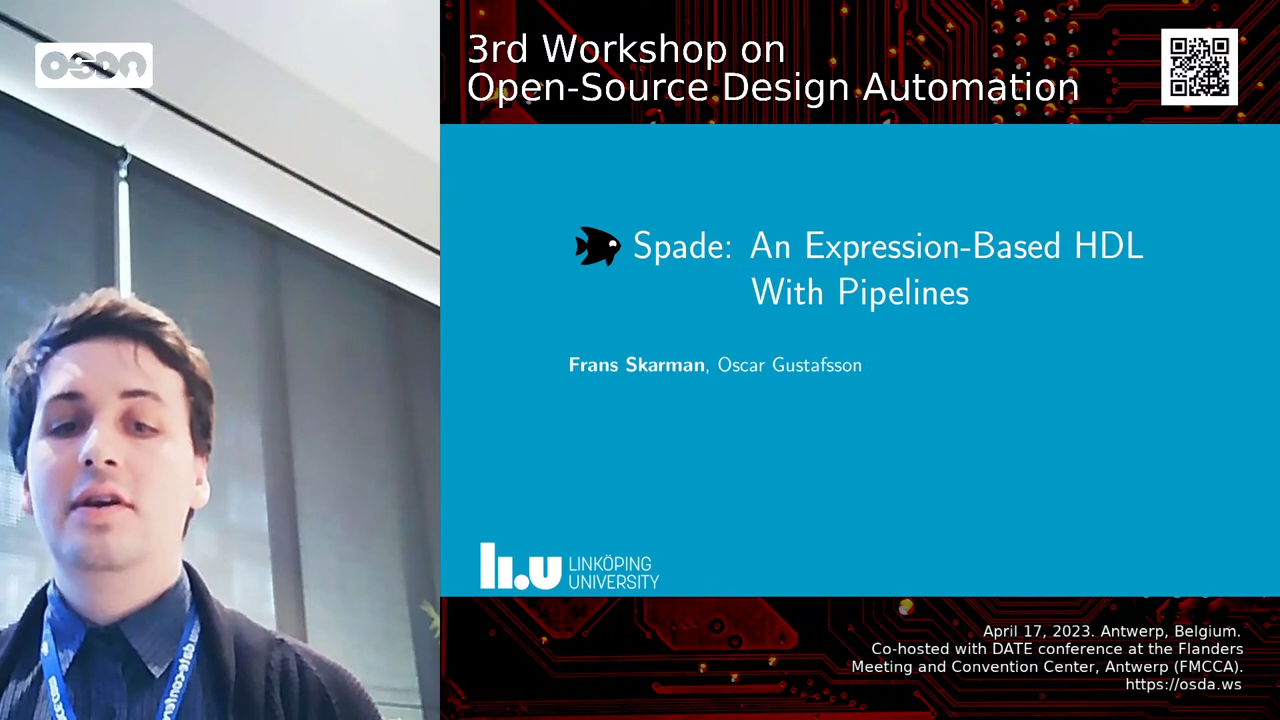 OSDA
3rd Workshop on
Open-Source Design Automation
Spade: An Expression-Based HDL
With Pipelines
Frans Skarman, Oscar Gustafsson
li.u LINKÖPING
UNIVERSITY
April 17, 2023. Antwerp, Belgium.
Co-hosted with DATE conference at the Flanders
Meeting and Convention Center, Antwerp (FMCCA).
https://osda.ws